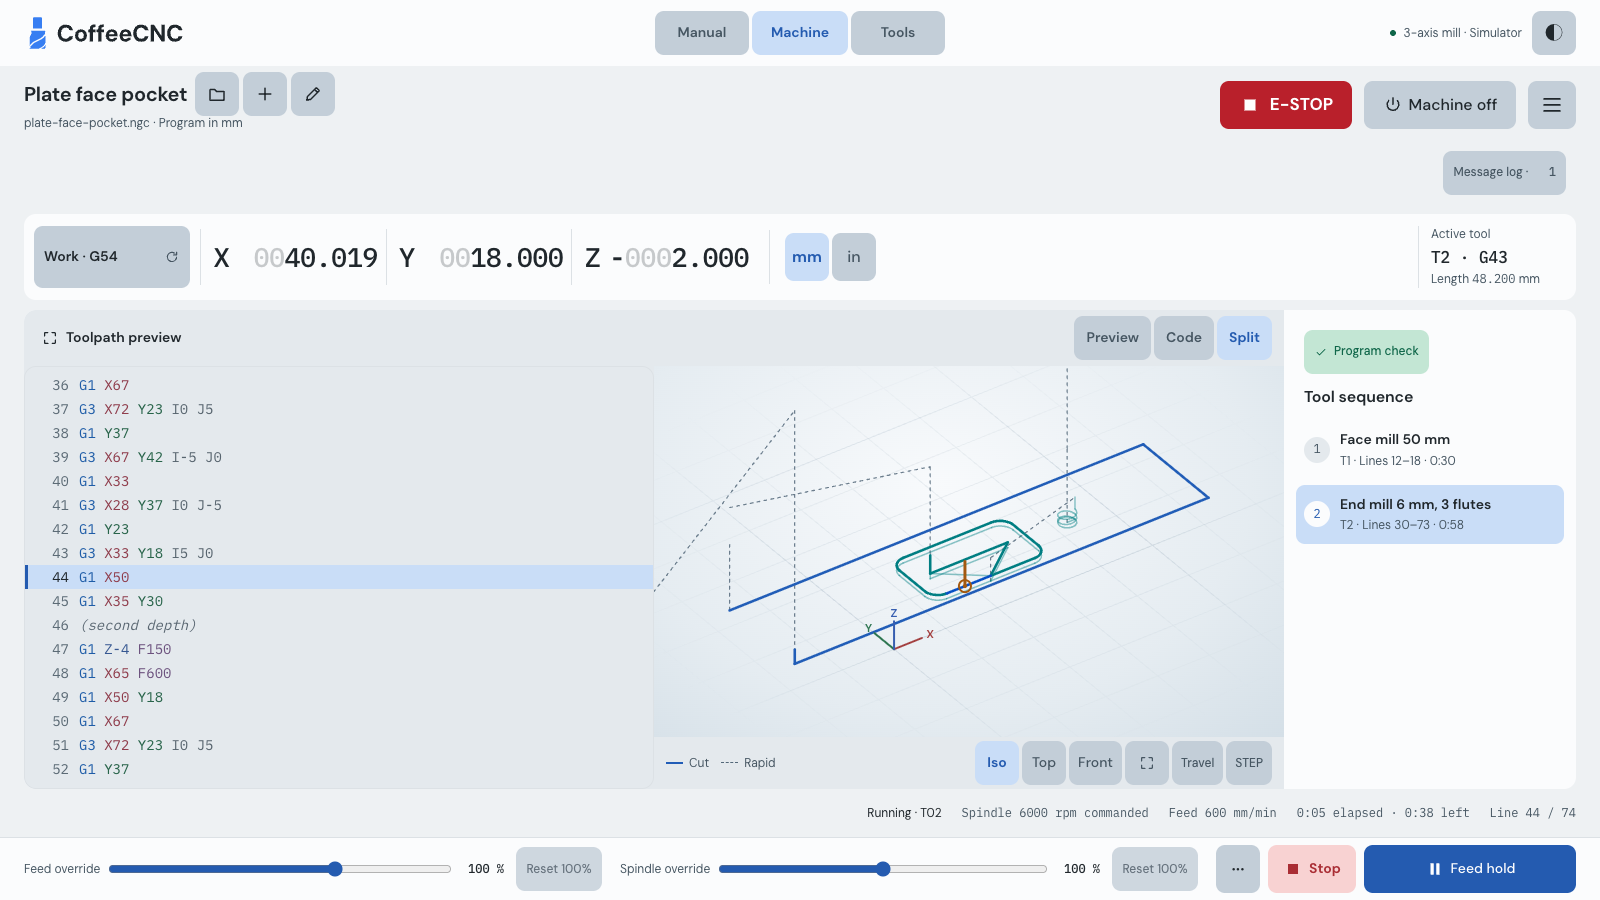 CoffeeCNC
Manual Machine Tools
3-axis mill · Simulator
Plate face pocket
plate-face-pocket.ngc · Program in mm
E-STOP
Machine off
Message log · 1
Work · G54
X 0040.019
Y 0018.000
Z -0002.000
mm in
Active tool
T2 · G43
Length 48.200 mm
Toolpath preview
Preview Code Split
36 G1 X67
37 G3 X72 Y23 I0 J5
38 G1 Y37
39 G3 X67 Y42 I-5 J0
40 G1 X33
41 G3 X28 Y37 I0 J-5
42 G1 Y23
43 G3 X33 Y18 I5 J0
44 G1 X50
45 G1 X35 Y30
46 (second depth)
47 G1 Z-4 F150
48 G1 X65 F600
49 G1 X50 Y18
50 G1 X67
51 G3 X72 Y23 I0 J5
52 G1 Y37
Z
Y
X
Cut Rapid
Iso Top Front Travel STEP
Program check
Tool sequence
1 Face mill 50 mm
T1 · Lines 12–18 · 0:30
2 End mill 6 mm, 3 flutes
T2 · Lines 30–73 · 0:58
Running · T02 Spindle 6000 rpm commanded Feed 600 mm/min 0:05 elapsed · 0:38 left Line 44 / 74
Feed override 100 % Reset 100% Spindle override 100 % Reset 100% Stop Feed hold